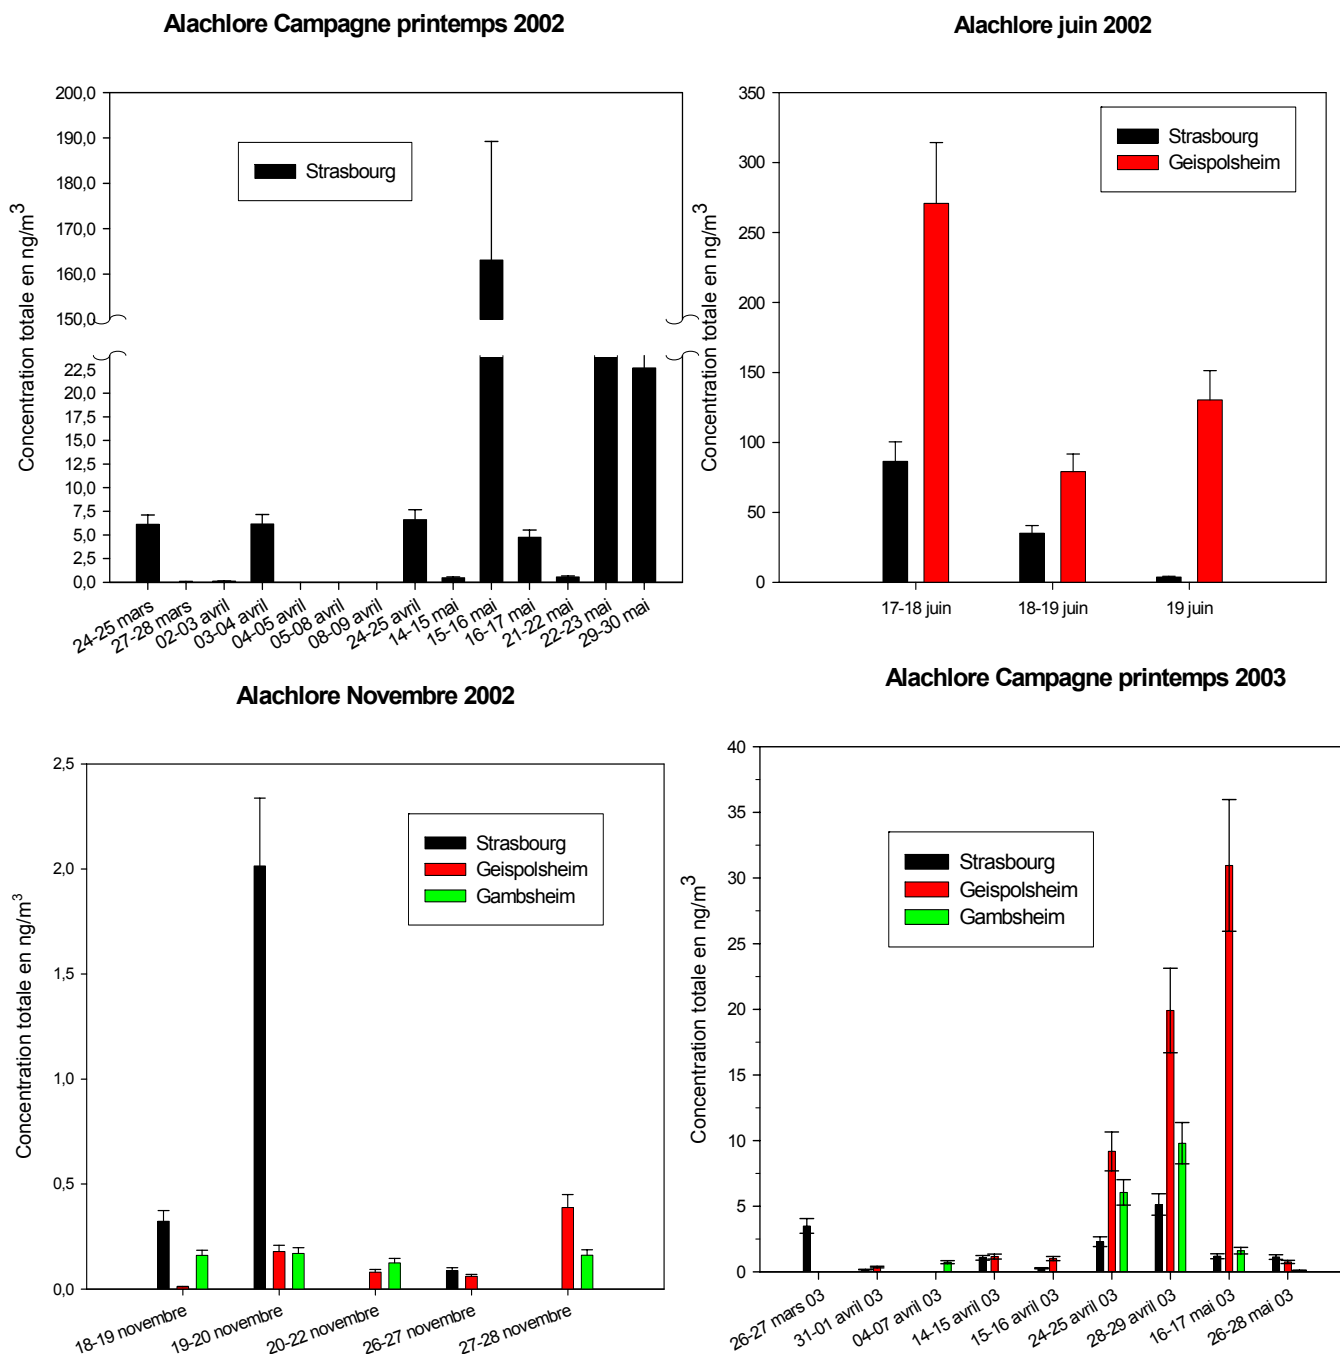 Alachlore Campagne printemps 2002
Concentration totale en ng/m³
200,0
190,0
180,0
170,0
160,0
150,0
22,5
20,0
17,5
15,0
12,5
10,0
7,5
5,0
2,5
0,0
Strasbourg
24-25 mars
27-28 mars
02-03 avril
03-04 avril
04-05 avril
05-08 avril
08-09 avril
24-25 avril
14-15 mai
15-16 mai
16-17 mai
21-22 mai
22-23 mai
29-30 mai
Alachlore juin 2002
Concentration totale en ng/m³
350
300
250
200
150
100
50
0
Strasbourg
Geispolsheim
17-18 juin
18-19 juin
19 juin
Alachlore Novembre 2002
Concentration totale en ng/m³
2,5
2,0
1,5
1,0
0,5
0,0
Strasbourg
Geispolsheim
Gambsheim
18-19 novembre
19-20 novembre
20-22 novembre
26-27 novembre
27-28 novembre
Alachlore Campagne printemps 2003
Concentration totale en ng/m³
40
35
30
25
20
15
10
5
0
Strasbourg
Geispolsheim
Gambsheim
26-27 mars 03
31-01 avril 03
04-07 avril 03
14-15 avril 03
15-16 avril 03
24-25 avril 03
28-29 avril 03
16-17 mai 03
26-28 mai 03